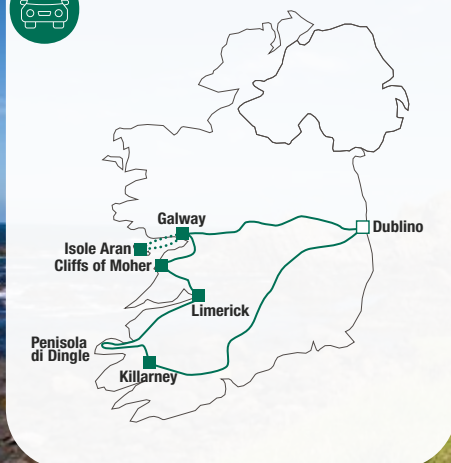 Galway
Dublino
Isole Aran
Cliffs of Moher
Limerick
Penisola
di Dingle
Killarney